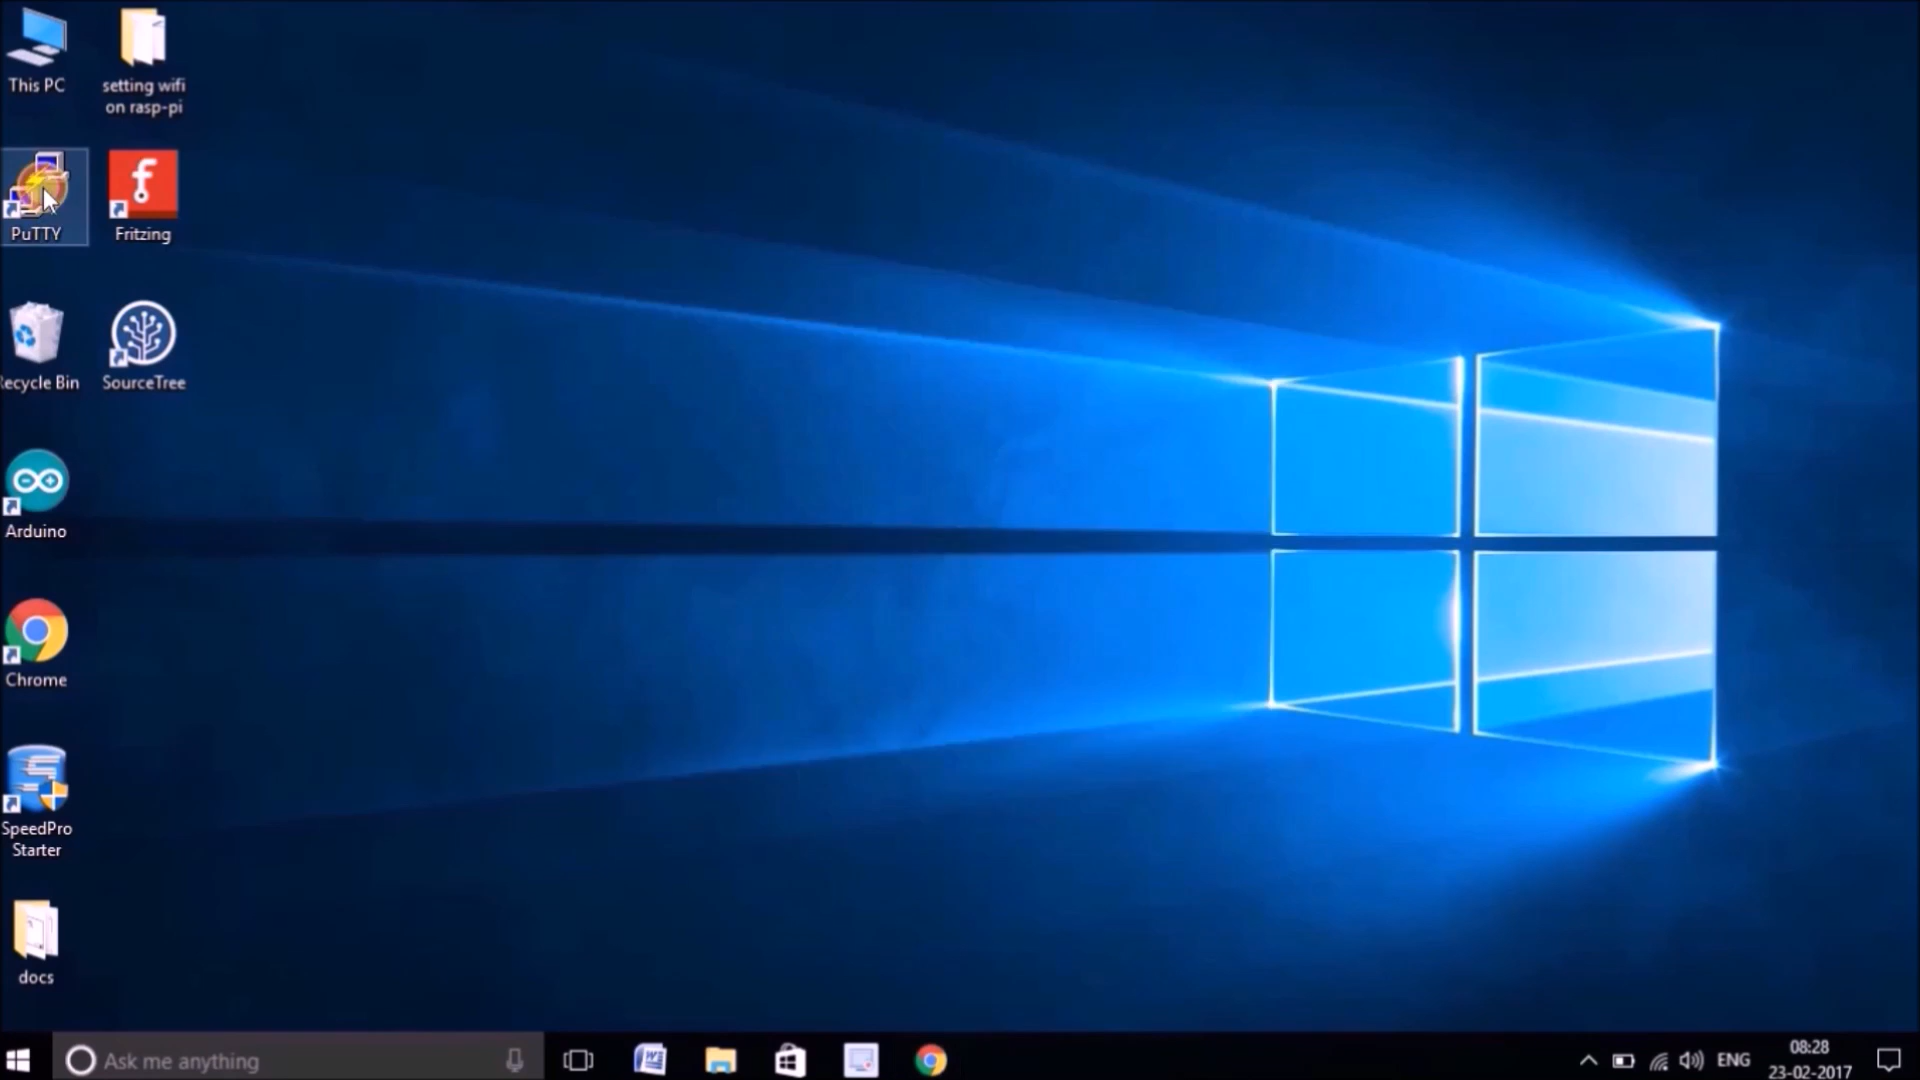 This PC
setting wifi
on rasp-pi
PuTTY
Fritzing
Recycle Bin
SourceTree
Arduino
Chrome
SpeedPro
Starter
docs
Ask me anything
ENG
08:28
23-02-2017